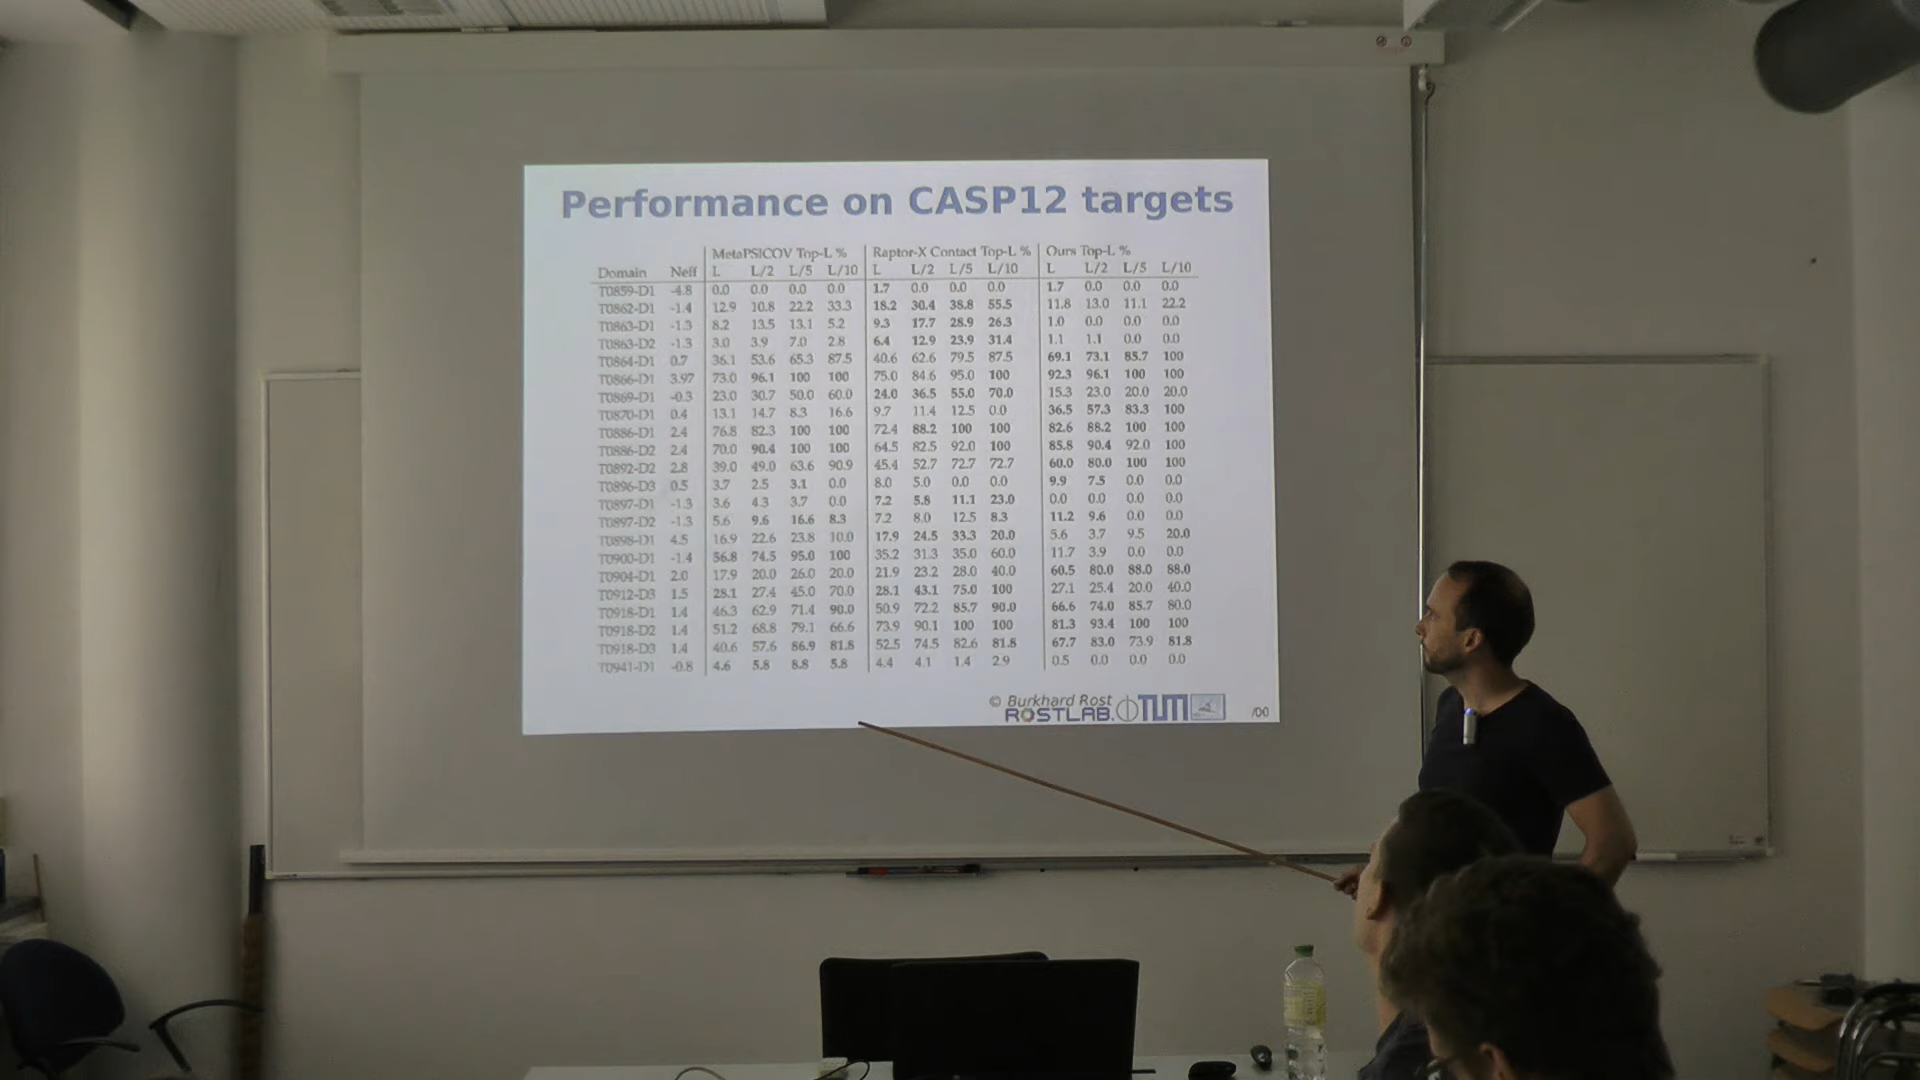 Performance on CASP12 targets
MetaPSICOV Top-L % Raptor-X Contact Top-L % Ours Top-L %
Domain Neff L L/2 L/5 L/10 L L/2 L/5 L/10 L L/2 L/5 L/10
T0859-D1 -4.8 0.0 0.0 0.0 0.0 1.7 0.0 0.0 0.0 1.7 0.0 0.0 0.0
T0862-D1 -1.4 12.9 10.8 22.2 33.3 18.2 30.4 38.8 55.5 11.8 13.0 11.1 22.2
T0863-D1 -1.3 8.2 13.5 13.1 5.2 9.3 17.7 28.9 26.3 1.0 0.0 0.0 0.0
T0863-D2 -1.3 3.0 3.9 7.0 2.8 6.4 12.9 23.9 31.4 1.1 1.1 0.0 0.0
T0864-D1 0.7 36.1 53.6 65.3 87.5 40.6 62.6 79.5 87.5 69.1 73.1 85.7 100
T0866-D1 3.97 73.0 96.1 100 100 75.0 84.6 95.0 100 92.3 96.1 100 100
T0869-D1 -0.3 23.0 30.7 50.0 60.0 24.0 36.5 55.0 70.0 15.3 23.0 20.0 20.0
T0870-D1 0.4 13.1 14.7 8.3 16.6 9.7 11.4 12.5 0.0 36.5 57.3 83.3 100
T0886-D1 2.4 76.8 82.3 100 100 72.4 88.2 100 100 82.6 88.2 100 100
T0886-D2 2.4 70.0 90.4 100 100 64.5 82.5 92.0 100 85.8 90.4 92.0 100
T0892-D2 2.8 39.0 49.0 63.6 90.9 45.4 52.7 72.7 72.7 60.0 80.0 100 100
T0896-D3 0.5 3.7 2.5 3.1 0.0 8.0 5.0 0.0 0.0 9.9 7.5 0.0 0.0
T0897-D1 -1.3 3.6 4.3 3.7 0.0 7.2 5.8 11.1 23.0 0.0 0.0 0.0 0.0
T0897-D2 -1.3 5.6 9.6 16.6 8.3 7.2 8.0 12.5 8.3 11.2 9.6 0.0 0.0
T0898-D1 4.5 16.9 22.6 23.8 10.0 17.9 24.5 33.3 20.0 5.6 3.7 9.5 20.0
T0900-D1 -1.4 56.8 74.5 95.0 100 35.2 31.3 35.0 60.0 11.7 3.9 0.0 0.0
T0904-D1 2.0 17.9 20.0 26.0 20.0 21.9 23.2 28.0 40.0 60.5 80.0 88.0 88.0
T0912-D3 1.5 28.1 27.4 45.0 70.0 28.1 43.1 75.0 100 27.1 25.4 20.0 40.0
T0918-D1 1.4 46.3 62.9 71.4 90.0 50.9 72.2 85.7 90.0 66.6 74.0 85.7 80.0
T0918-D2 1.4 51.2 68.8 79.1 66.6 73.9 90.1 100 100 81.3 93.4 100 100
T0918-D3 1.4 40.6 57.6 86.9 81.8 52.5 74.5 82.6 81.8 67.7 83.0 73.9 81.8
T0941-D1 -0.8 4.6 5.8 8.8 5.8 4.4 4.1 1.4 2.9 0.5 0.0 0.0 0.0
© Burkhard Rost
ROSTLAB. TUM /00